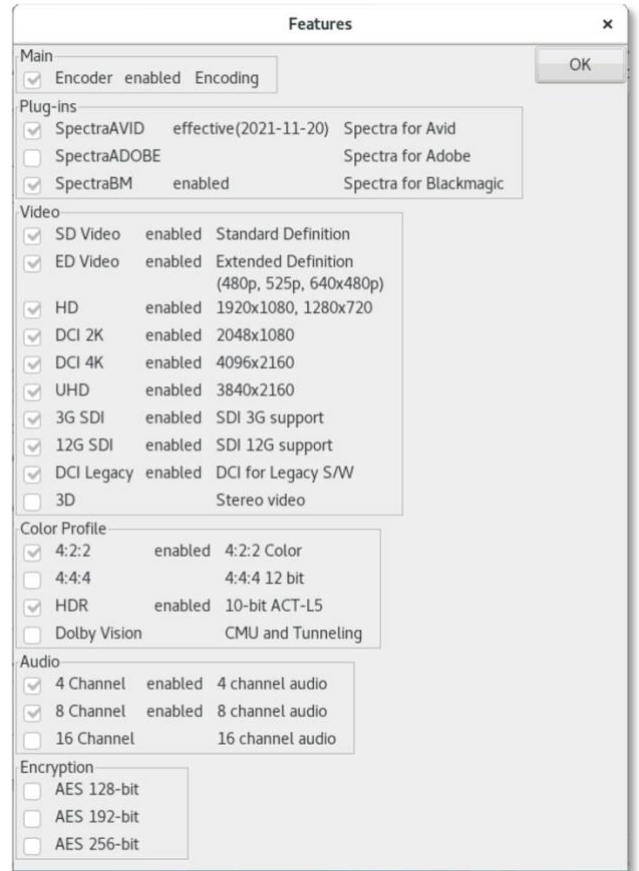 Features
×
OK
Main
Encoder enabled Encoding
Plug-ins
SpectraAVID effective(2021-11-20) Spectra for Avid
SpectraADOBE Spectra for Adobe
SpectraBM enabled Spectra for Blackmagic
Video
SD Video enabled Standard Definition
ED Video enabled Extended Definition
(480p, 525p, 640x480p)
HD enabled 1920x1080, 1280x720
DCI 2K enabled 2048x1080
DCI 4K enabled 4096x2160
UHD enabled 3840x2160
3G SDI enabled SDI 3G support
12G SDI enabled SDI 12G support
DCI Legacy enabled DCI for Legacy S/W
3D Stereo video
Color Profile
4:2:2 enabled 4:2:2 Color
4:4:4 4:4:4 12 bit
HDR enabled 10-bit ACT-L5
Dolby Vision CMU and Tunneling
Audio
4 Channel enabled 4 channel audio
8 Channel enabled 8 channel audio
16 Channel 16 channel audio
Encryption
AES 128-bit
AES 192-bit
AES 256-bit